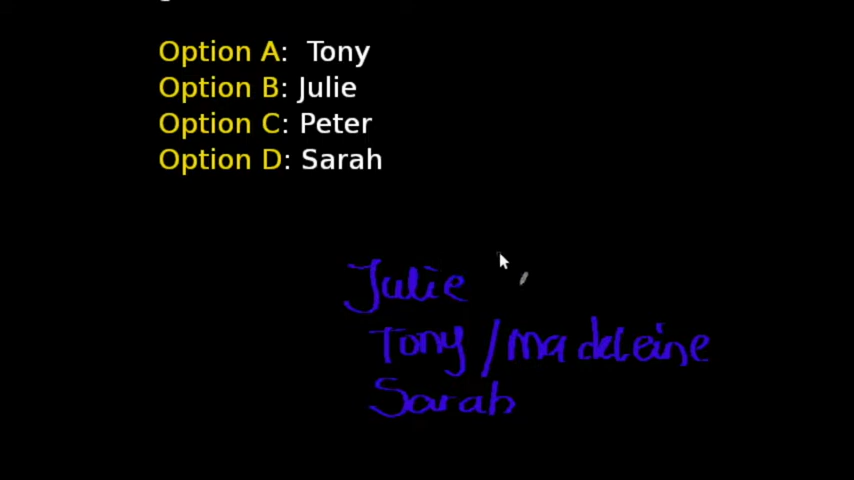 Option A: Tony
Option B: Julie
Option C: Peter
Option D: Sarah
Julie
Tony / Madeleine
Sarah